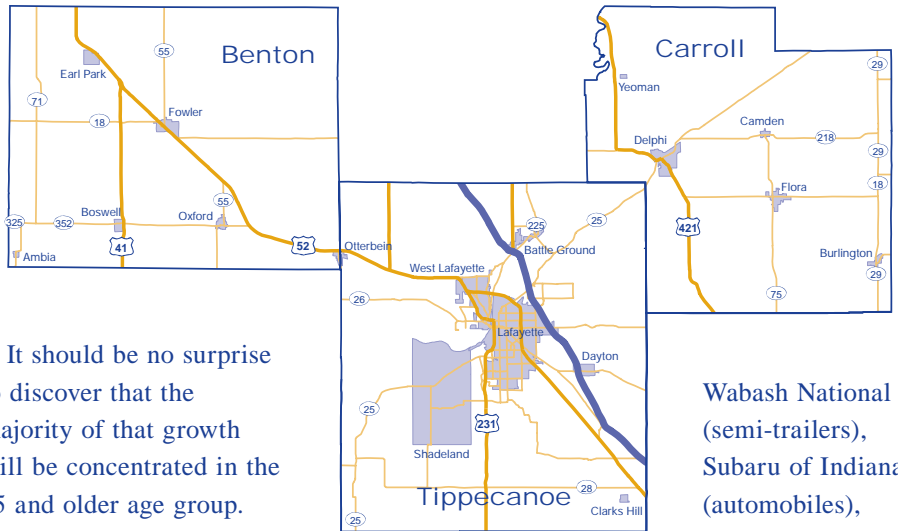 Benton
55
Earl Park
71
Fowler
18
55
325
352
Boswell
Oxford
Ambia
41
52
Otterbein
Carroll
29
Yeoman
Camden
218
Delphi
29
Flora
18
421
Burlington
29
75
225
25
Battle Ground
West Lafayette
26
Lafayette
Dayton
25
231
Shadeland
28
Tippecanoe
Clarks Hill
25
It should be no surprise
discover that the
ajority of that growth
ill be concentrated in the
5 and older age group.
Wabash National
(semi-trailers),
Subaru of Indiana
(automobiles),